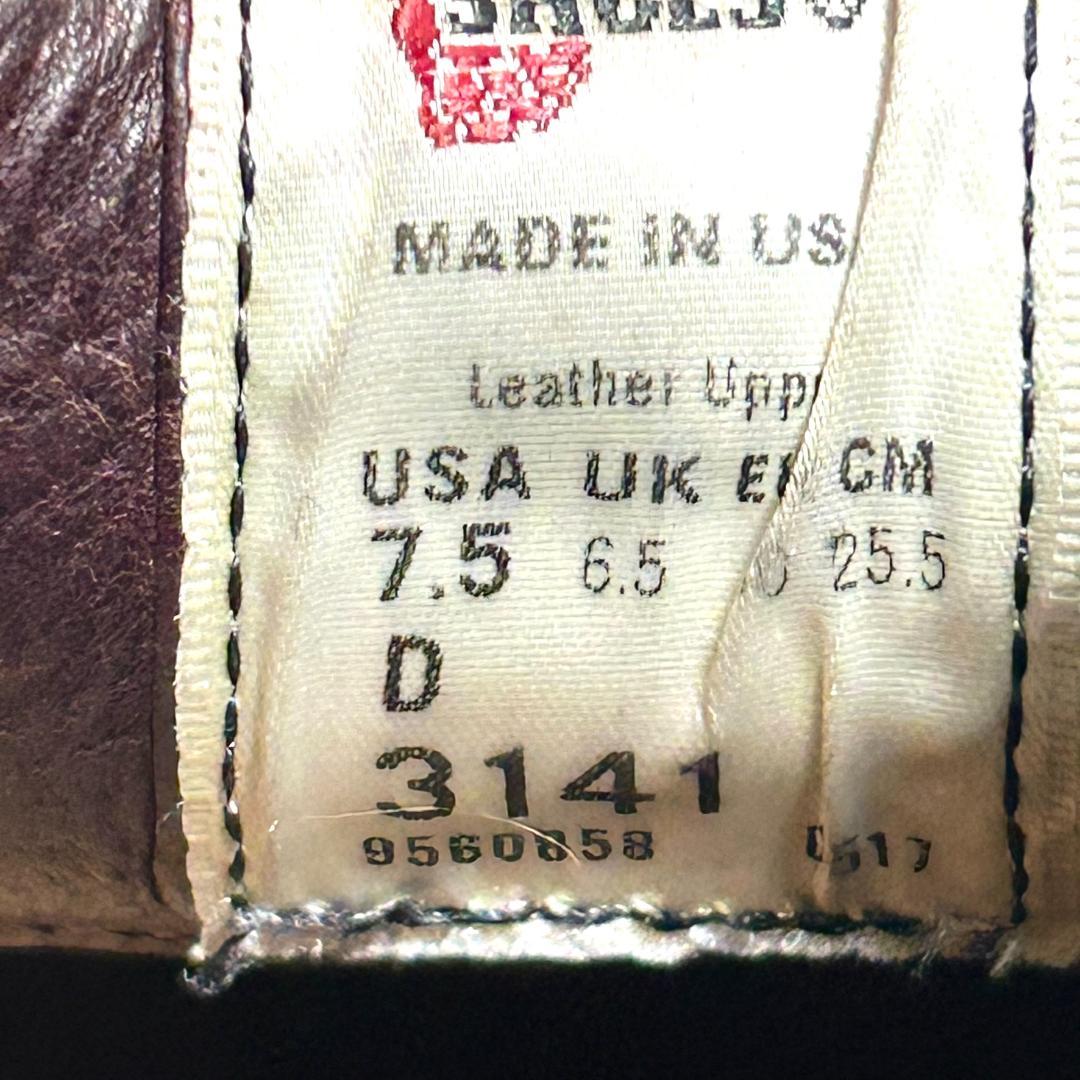 MADE IN US
Leather Upp
USA UK CM
7.5 6.5 25.5
D
3141
9560858